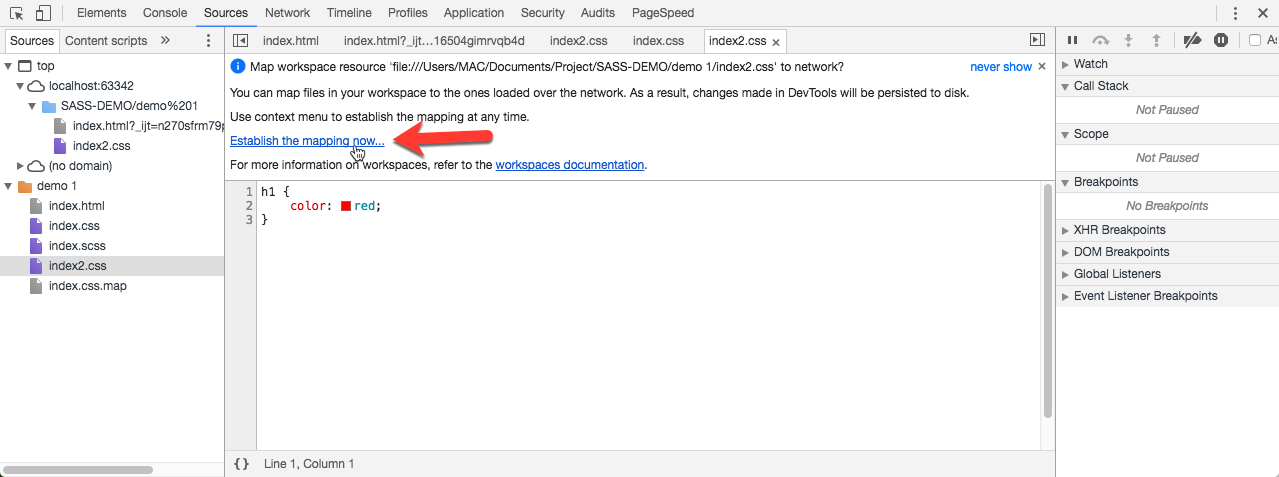 Elements Console Sources Network Timeline Profiles Application Security Audits PageSpeed
Sources Content scripts »
index.html index.html?_ijt…16504gimrvqb4d index2.css index.css index2.css ×
top
localhost:63342
SASS-DEMO/demo%201
index.html?_ijt=n270sfrm79p
index2.css
(no domain)
demo 1
index.html
index.css
index.scss
index2.css
index.css.map
Map workspace resource 'file:///Users/MAC/Documents/Project/SASS-DEMO/demo 1/index2.css' to network? never show ×
You can map files in your workspace to the ones loaded over the network. As a result, changes made in DevTools will be persisted to disk.
Use context menu to establish the mapping at any time.
Establish the mapping now...
For more information on workspaces, refer to the workspaces documentation.
1 h1 {
2 color: red;
3 }
{} Line 1, Column 1
As
Watch
Call Stack
Not Paused
Scope
Not Paused
Breakpoints
No Breakpoints
XHR Breakpoints
DOM Breakpoints
Global Listeners
Event Listener Breakpoints